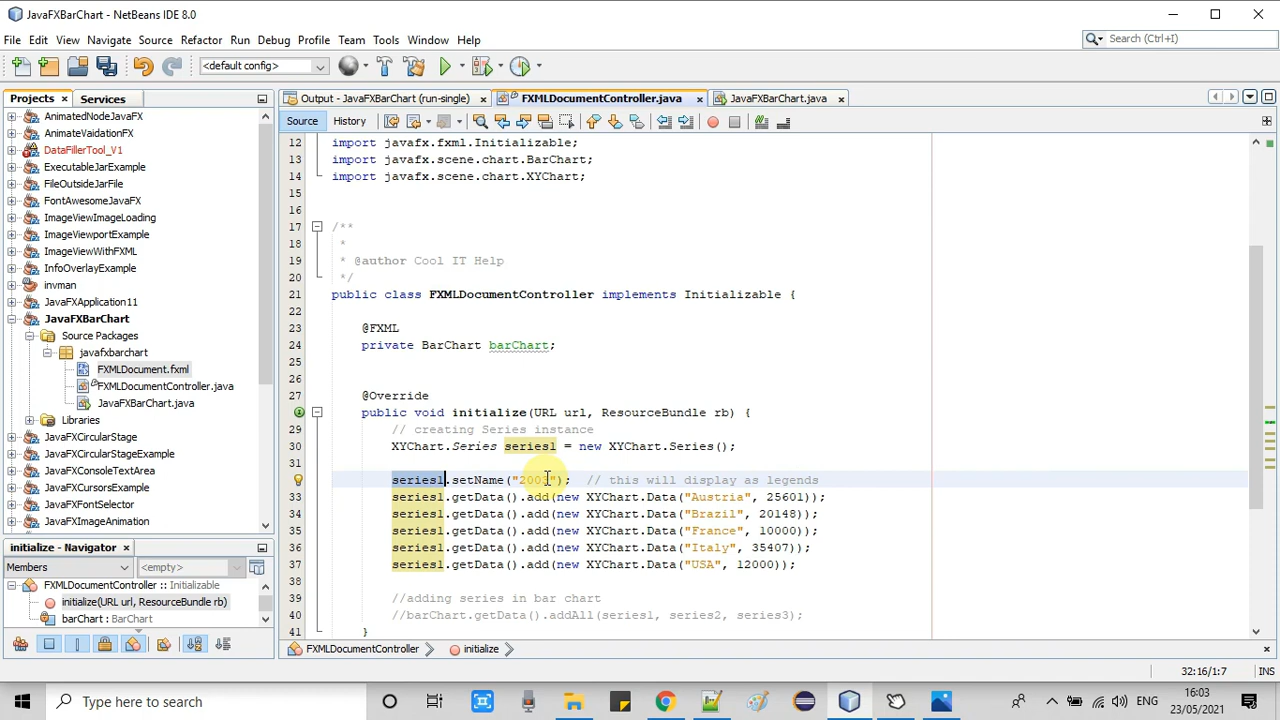 JavaFXBarChart - NetBeans IDE 8.0
File Edit View Navigate Source Refactor Run Debug Profile Team Tools Window Help
Search (Ctrl+I)
<default config>
Projects Services
Output - JavaFXBarChart (run-single) FXMLDocumentController.java JavaFXBarChart.java
Source History
AnimatedNodeJavaFX
AnimateVaidationFX
DataFillerTool_V1
ExecutableJarExample
FileOutsideJarFile
FontAwesomeJavaFX
ImageViewImageLoading
ImageViewportExample
ImageViewWithFXML
InfoOverlayExample
invman
JavaFXApplication11
JavaFXBarChart
Source Packages
javafxbarchart
FXMLDocument.fxml
FXMLDocumentController.java
JavaFXBarChart.java
Libraries
JavaFXCircularStage
JavaFXCircularStageExample
JavaFXConsoleTextArea
JavaFXFontSelector
JavaFXImageAnimation
initialize - Navigator
Members <empty>
FXMLDocumentController :: Initializable
initialize(URL url, ResourceBundle rb)
barChart : BarChart
12 import javafx.fxml.Initializable;
13 import javafx.scene.chart.BarChart;
14 import javafx.scene.chart.XYChart;
15
16
17 /**
18 *
19 * @author Cool IT Help
20 */
21 public class FXMLDocumentController implements Initializable {
22
23 @FXML
24 private BarChart barChart;
25
26
27 @Override
public void initialize(URL url, ResourceBundle rb) {
29 // creating Series instance
30 XYChart.Series series1 = new XYChart.Series();
31
series1.setName("2003"); // this will display as legends
33 series1.getData().add(new XYChart.Data("Austria", 25601));
34 series1.getData().add(new XYChart.Data("Brazil", 20148));
35 series1.getData().add(new XYChart.Data("France", 10000));
36 series1.getData().add(new XYChart.Data("Italy", 35407));
37 series1.getData().add(new XYChart.Data("USA", 12000));
38
39 //adding series in bar chart
40 //barChart.getData().addAll(series1, series2, series3);
41 }
FXMLDocumentController initialize
32:16/1:7 INS
Type here to search
ENG
16:03
23/05/2021